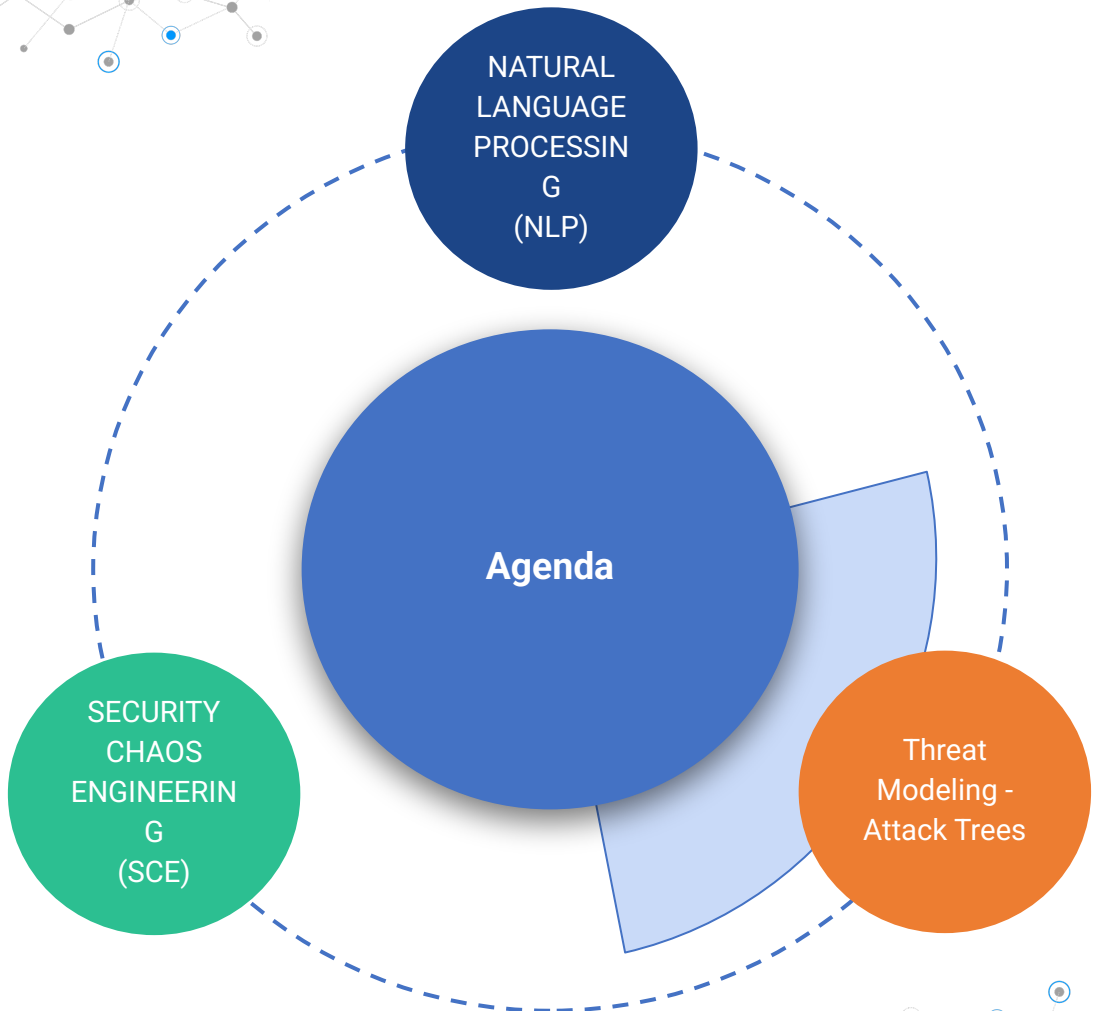 NATURAL
LANGUAGE
PROCESSIN
G
(NLP)
Agenda
SECURITY
CHAOS
ENGINEERIN
G
(SCE)
Threat
Modeling -
Attack Trees